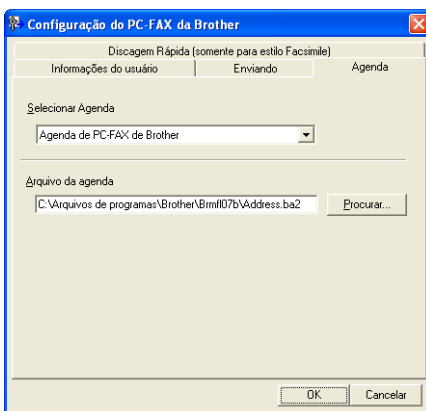 Configuração do PC-FAX da Brother
Discagem Rápida (somente para estilo Facsimile)
Informações do usuário Enviando Agenda
Selecionar Agenda
Agenda de PC-FAX de Brother
Arquivo da agenda
C:\Arquivos de programas\Brother\Brmfl07b\Address.ba2 Procurar...
OK Cancelar